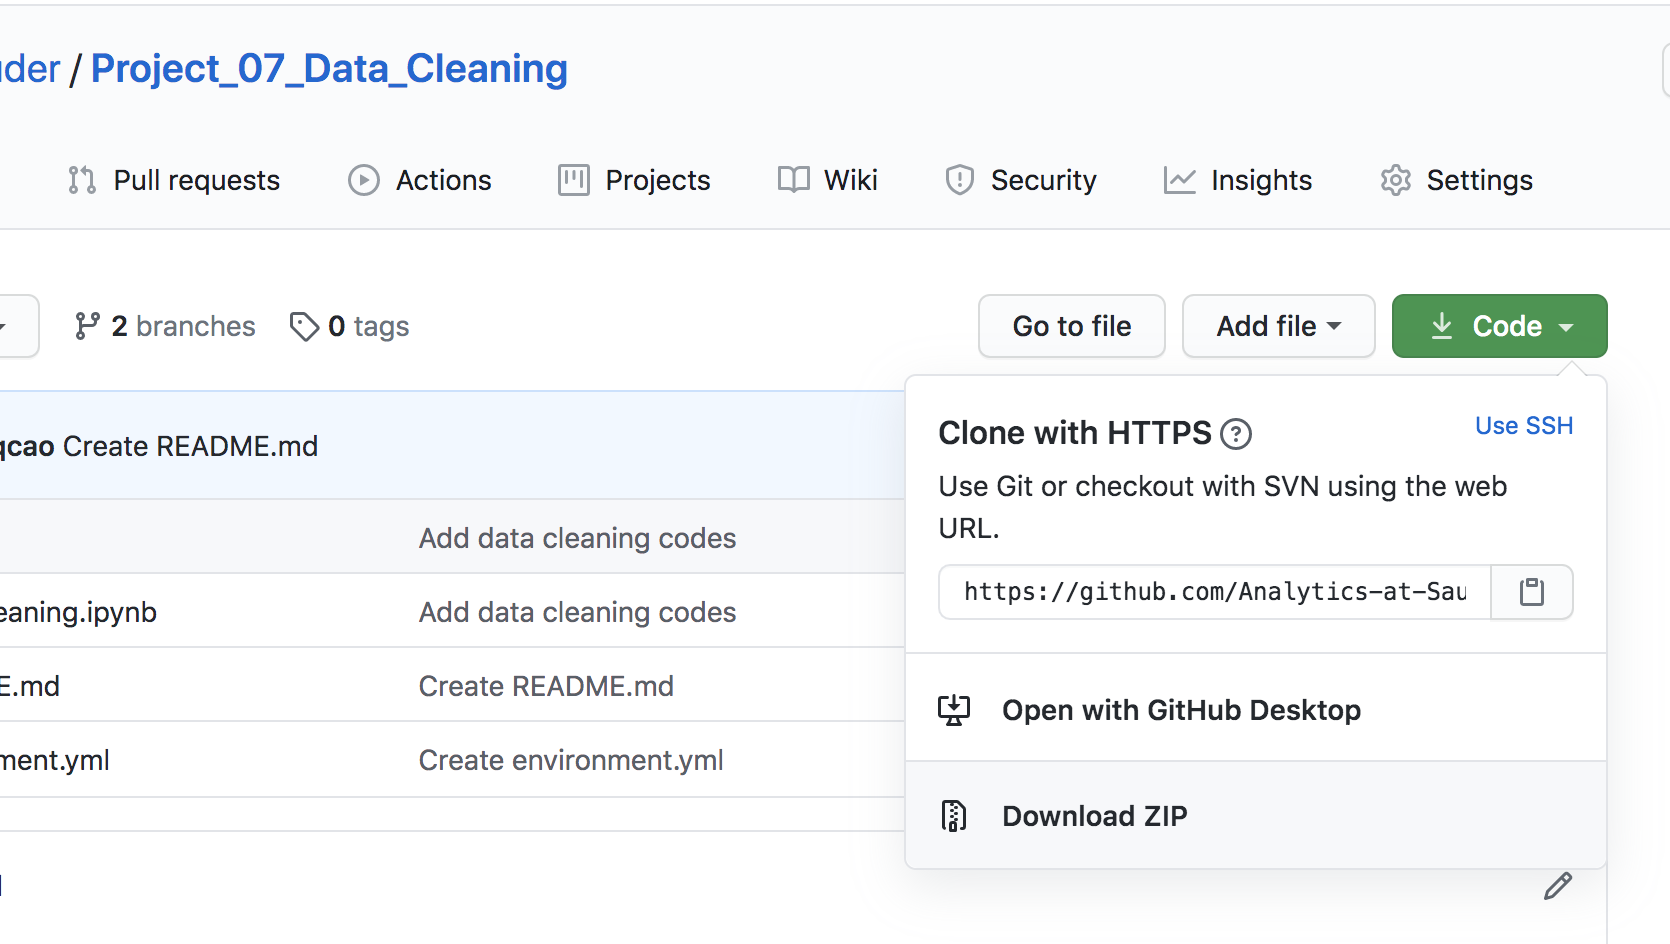 / Project_07_Data_Cleaning
Pull requests Actions Projects Wiki Security Insights Settings
2 branches 0 tags Go to file Add file Code
Create README.md
Clone with HTTPS ? Use SSH
Use Git or checkout with SVN using the web
URL.
Add data cleaning codes
https://github.com/Analytics-at-Sau
eaning.ipynb Add data cleaning codes
E.md Create README.md
Open with GitHub Desktop
ment.yml Create environment.yml
Download ZIP